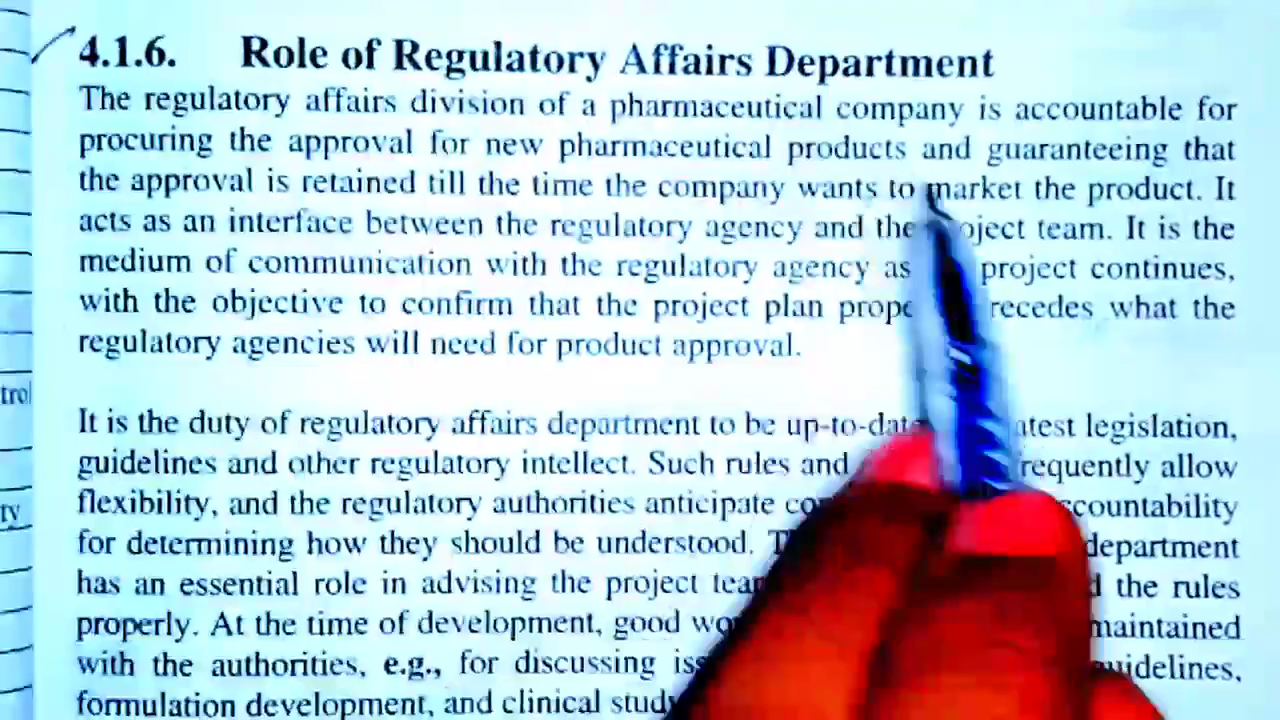 4.1.6. Role of Regulatory Affairs Department
The regulatory affairs division of a pharmaceutical company is accountable for
procuring the approval for new pharmaceutical products and guaranteeing that
the approval is retained till the time the company wants to market the product. It
acts as an interface between the regulatory agency and the project team. It is the
medium of communication with the regulatory agency as project continues,
with the objective to confirm that the project plan what the
regulatory agencies will need for product approval.
It is the duty of regulatory affairs department to be up-to-date latest legislation,
guidelines and other regulatory intellect. Such rules and frequently allow
flexibility, and the regulatory authorities anticipate accountability
for determining how they should be understood. department
has an essential role in advising the project team the rules
properly. At the time of development, good maintained
with the authorities, e.g., for discussing guidelines,
formulation development, and clinical study
trol
ty